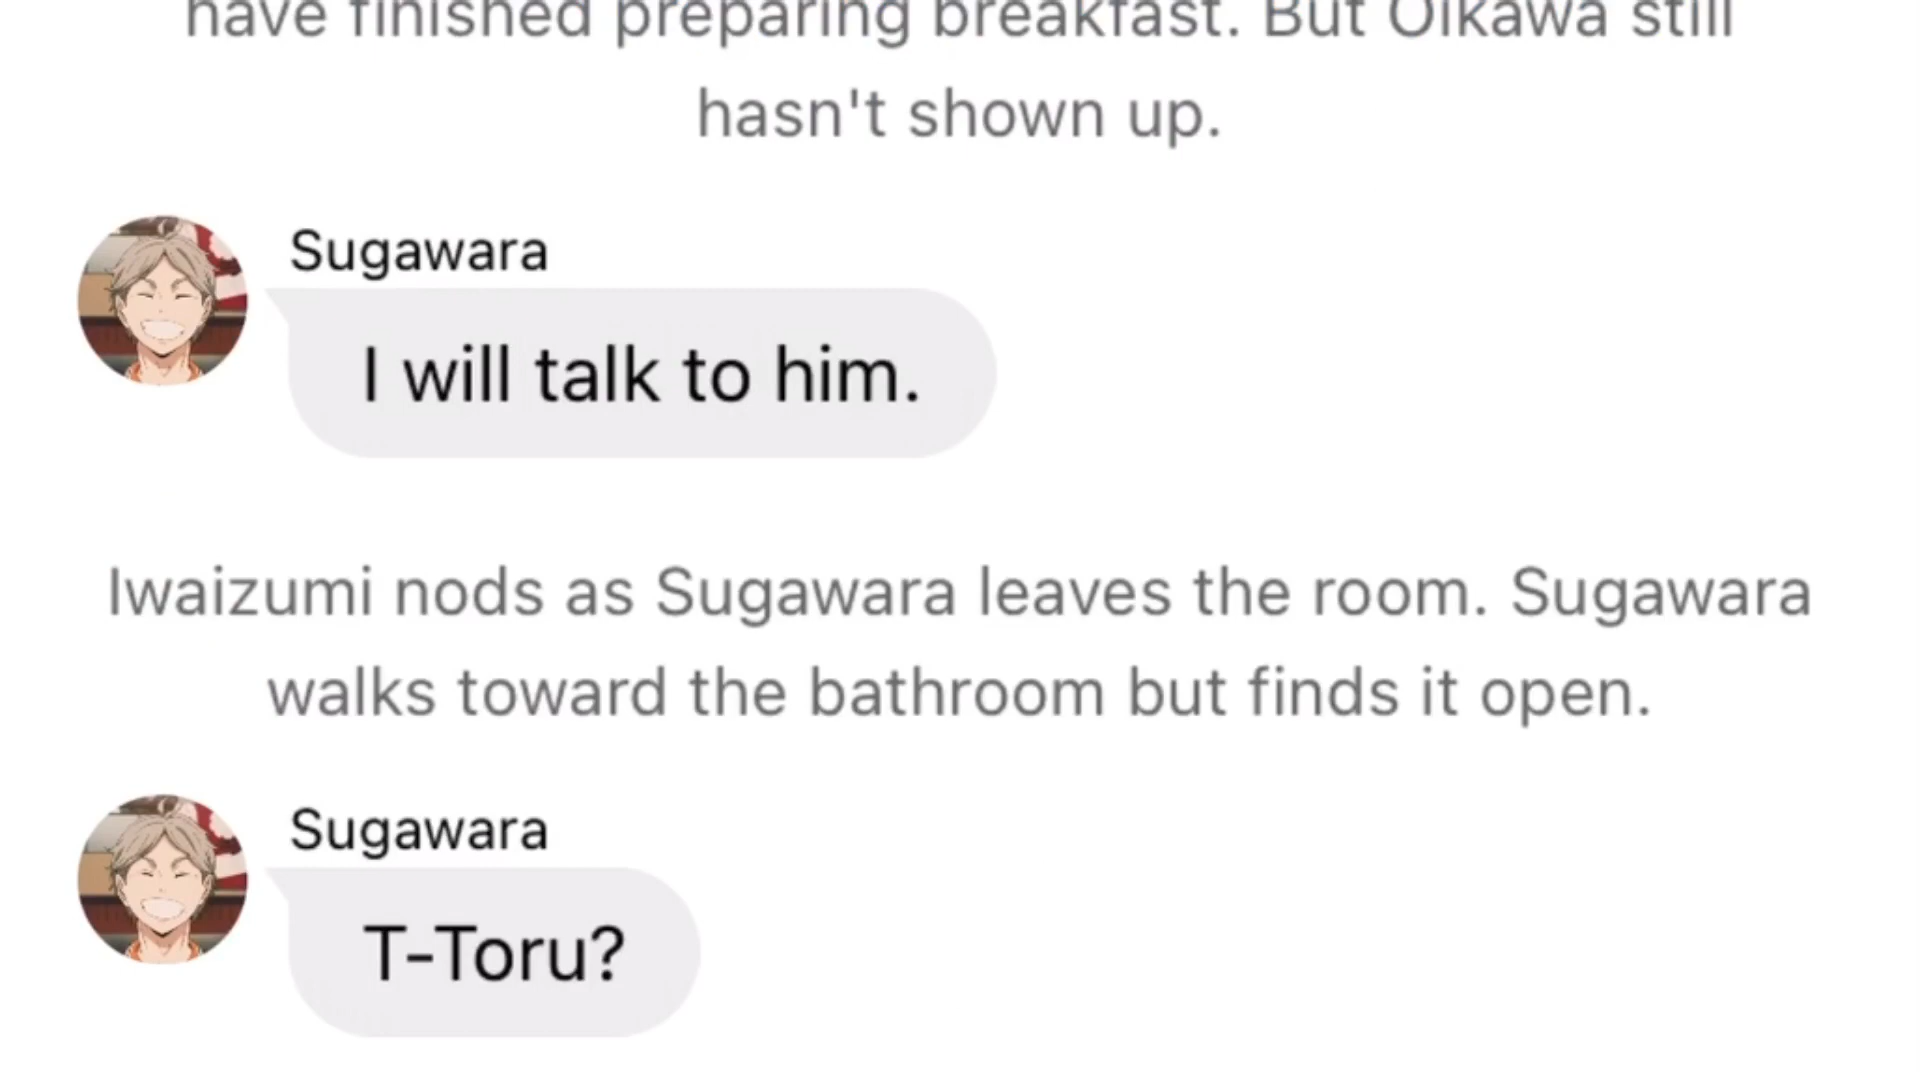 have finished preparing breakfast. But Oikawa still
hasn't shown up.
Sugawara
I will talk to him.
Iwaizumi nods as Sugawara leaves the room. Sugawara
walks toward the bathroom but finds it open.
Sugawara
T-Toru?